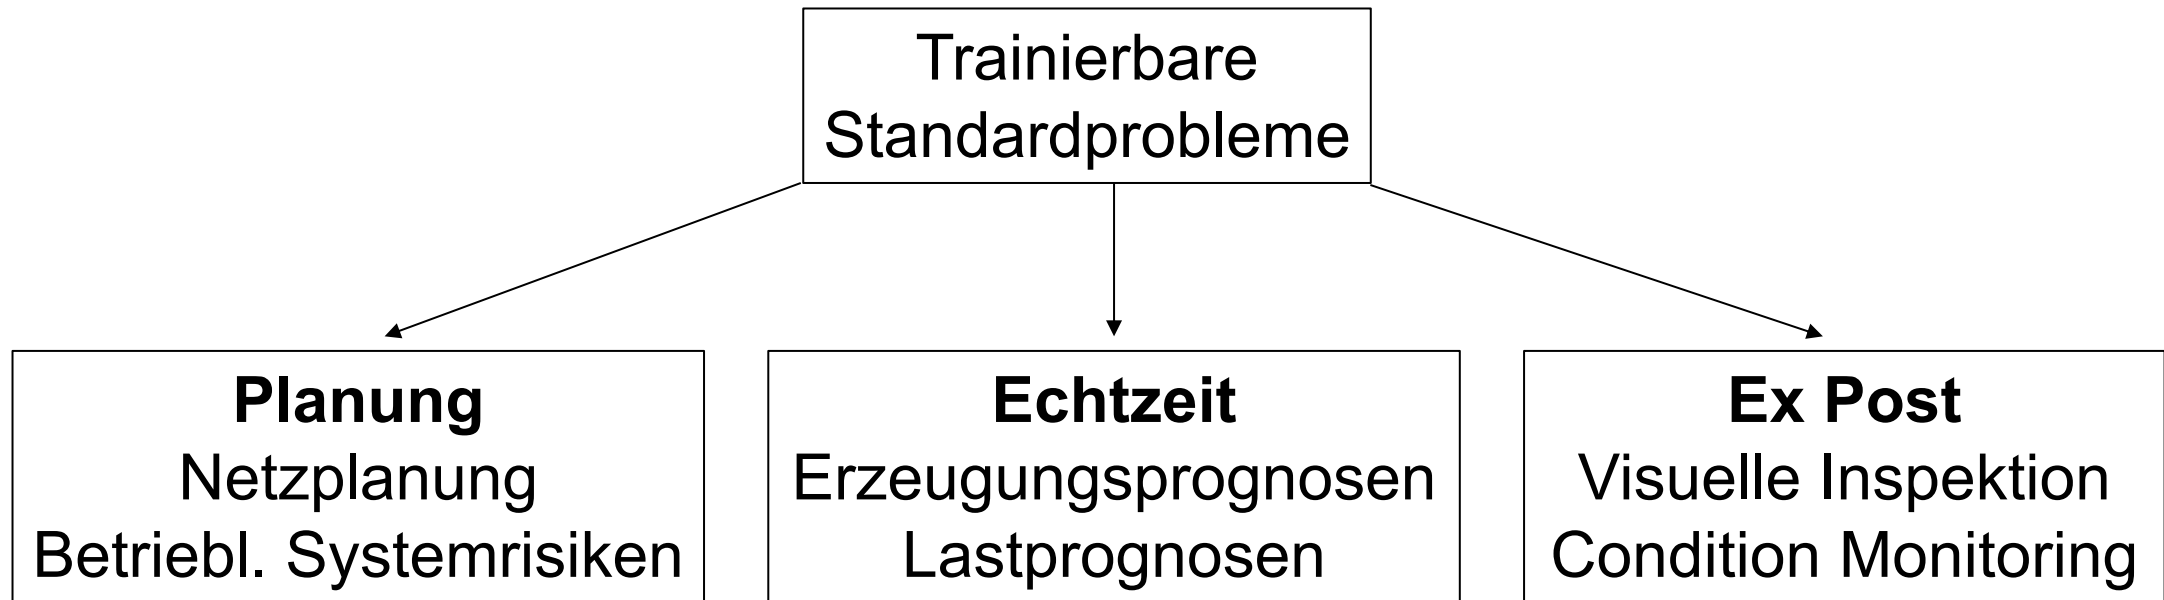 Trainierbare
Standardprobleme
Planung
Netzplanung
Betriebl. Systemrisiken
Echtzeit
Erzeugungsprognosen
Lastprognosen
Ex Post
Visuelle Inspektion
Condition Monitoring